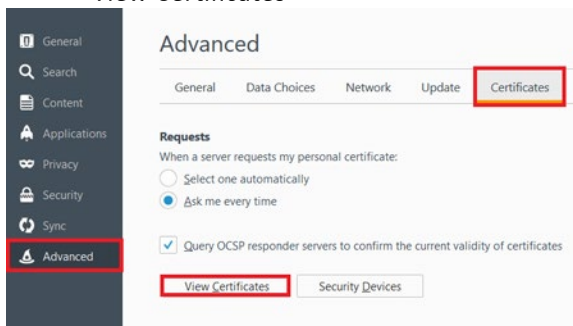 View Certificates
General
Search
Content
Applications
Privacy
Security
Sync
Advanced
Advanced
General Data Choices Network Update Certificates
Requests
When a server requests my personal certificate:
Select one automatically
Ask me every time
Query OCSP responder servers to confirm the current validity of certificates
View Certificates Security Devices